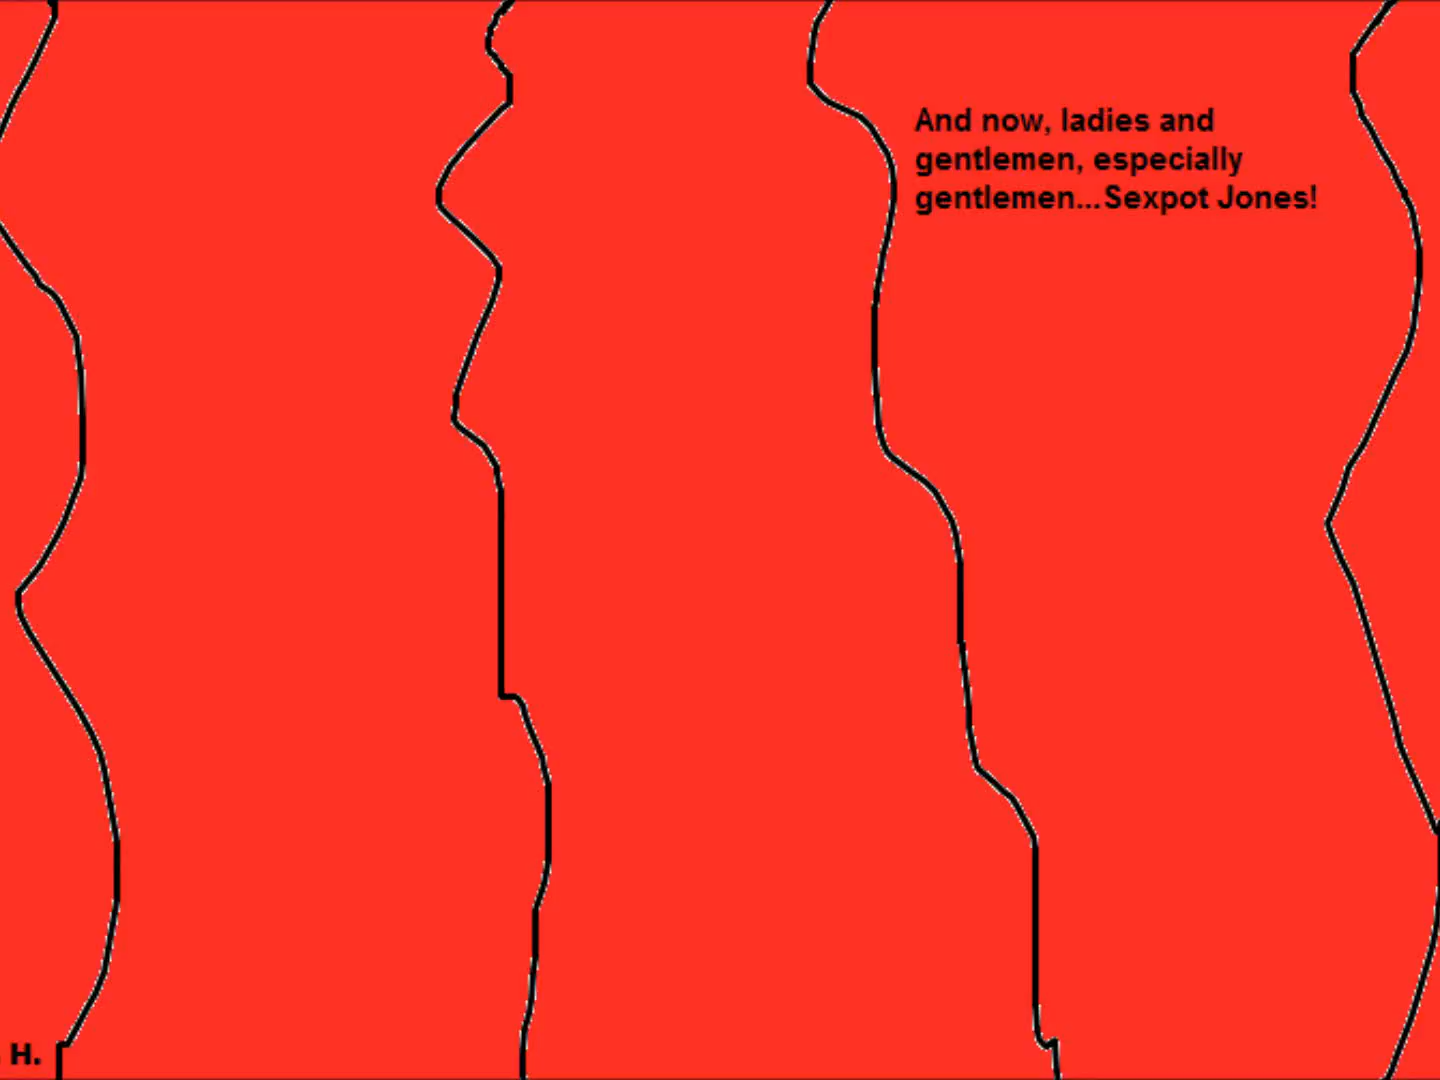 And now, ladies and
gentlemen, especially
gentlemen...Sexpot Jones!
H.